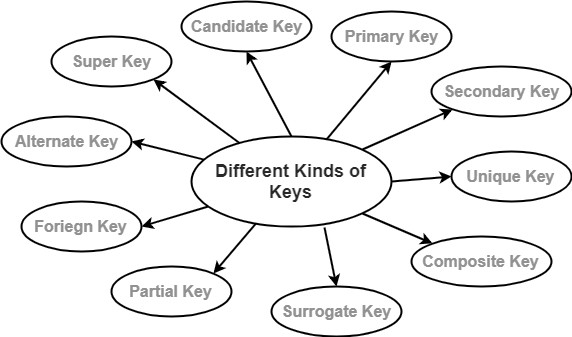 Candidate Key
Primary Key
Super Key
Secondary Key
Alternate Key
Different Kinds of
Keys
Unique Key
Foriegn Key
Composite Key
Partial Key
Surrogate Key